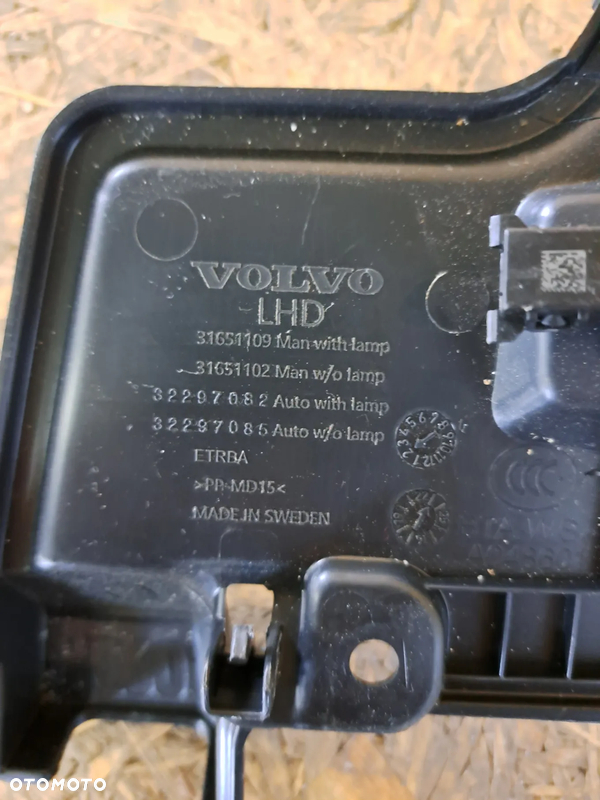 VOLVO
LHD
31651109 Man with lamp
31651102 Man w/o lamp
32297082 Auto with lamp
32297085 Auto w/o lamp
ETRBA
>PP-MD15<
MADE IN SWEDEN
OTOMOTO